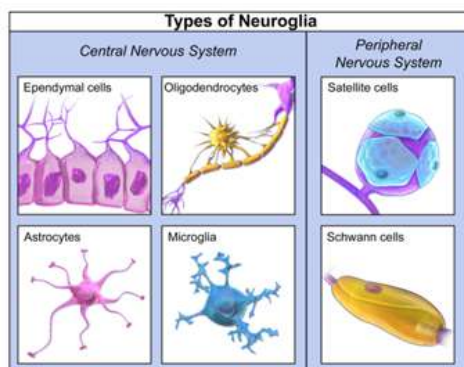 Types of Neuroglia
Central Nervous System
Peripheral
Nervous System
Ependymal cells
Oligodendrocytes
Satellite cells
Astrocytes
Microglia
Schwann cells